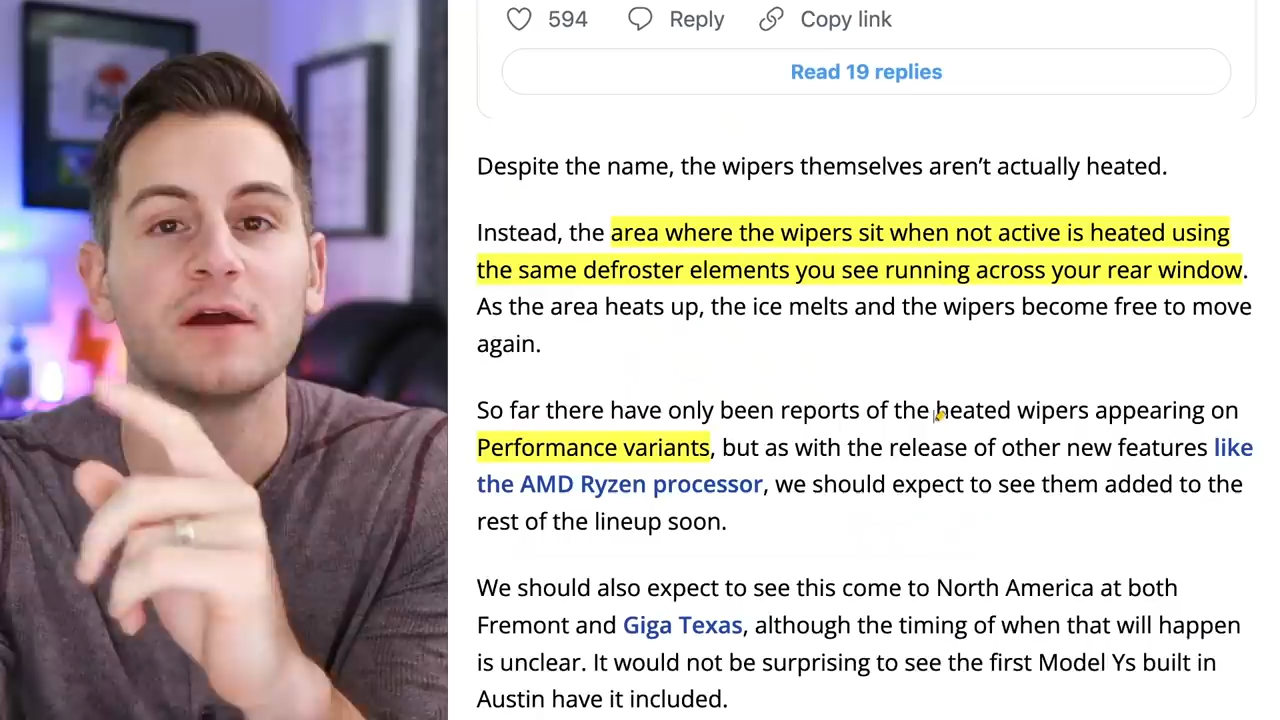 594 Reply Copy link
Read 19 replies
Despite the name, the wipers themselves aren’t actually heated.
Instead, the area where the wipers sit when not active is heated using
the same defroster elements you see running across your rear window.
As the area heats up, the ice melts and the wipers become free to move
again.
So far there have only been reports of the heated wipers appearing on
Performance variants, but as with the release of other new features like
the AMD Ryzen processor, we should expect to see them added to the
rest of the lineup soon.
We should also expect to see this come to North America at both
Fremont and Giga Texas, although the timing of when that will happen
is unclear. It would not be surprising to see the first Model Ys built in
Austin have it included.